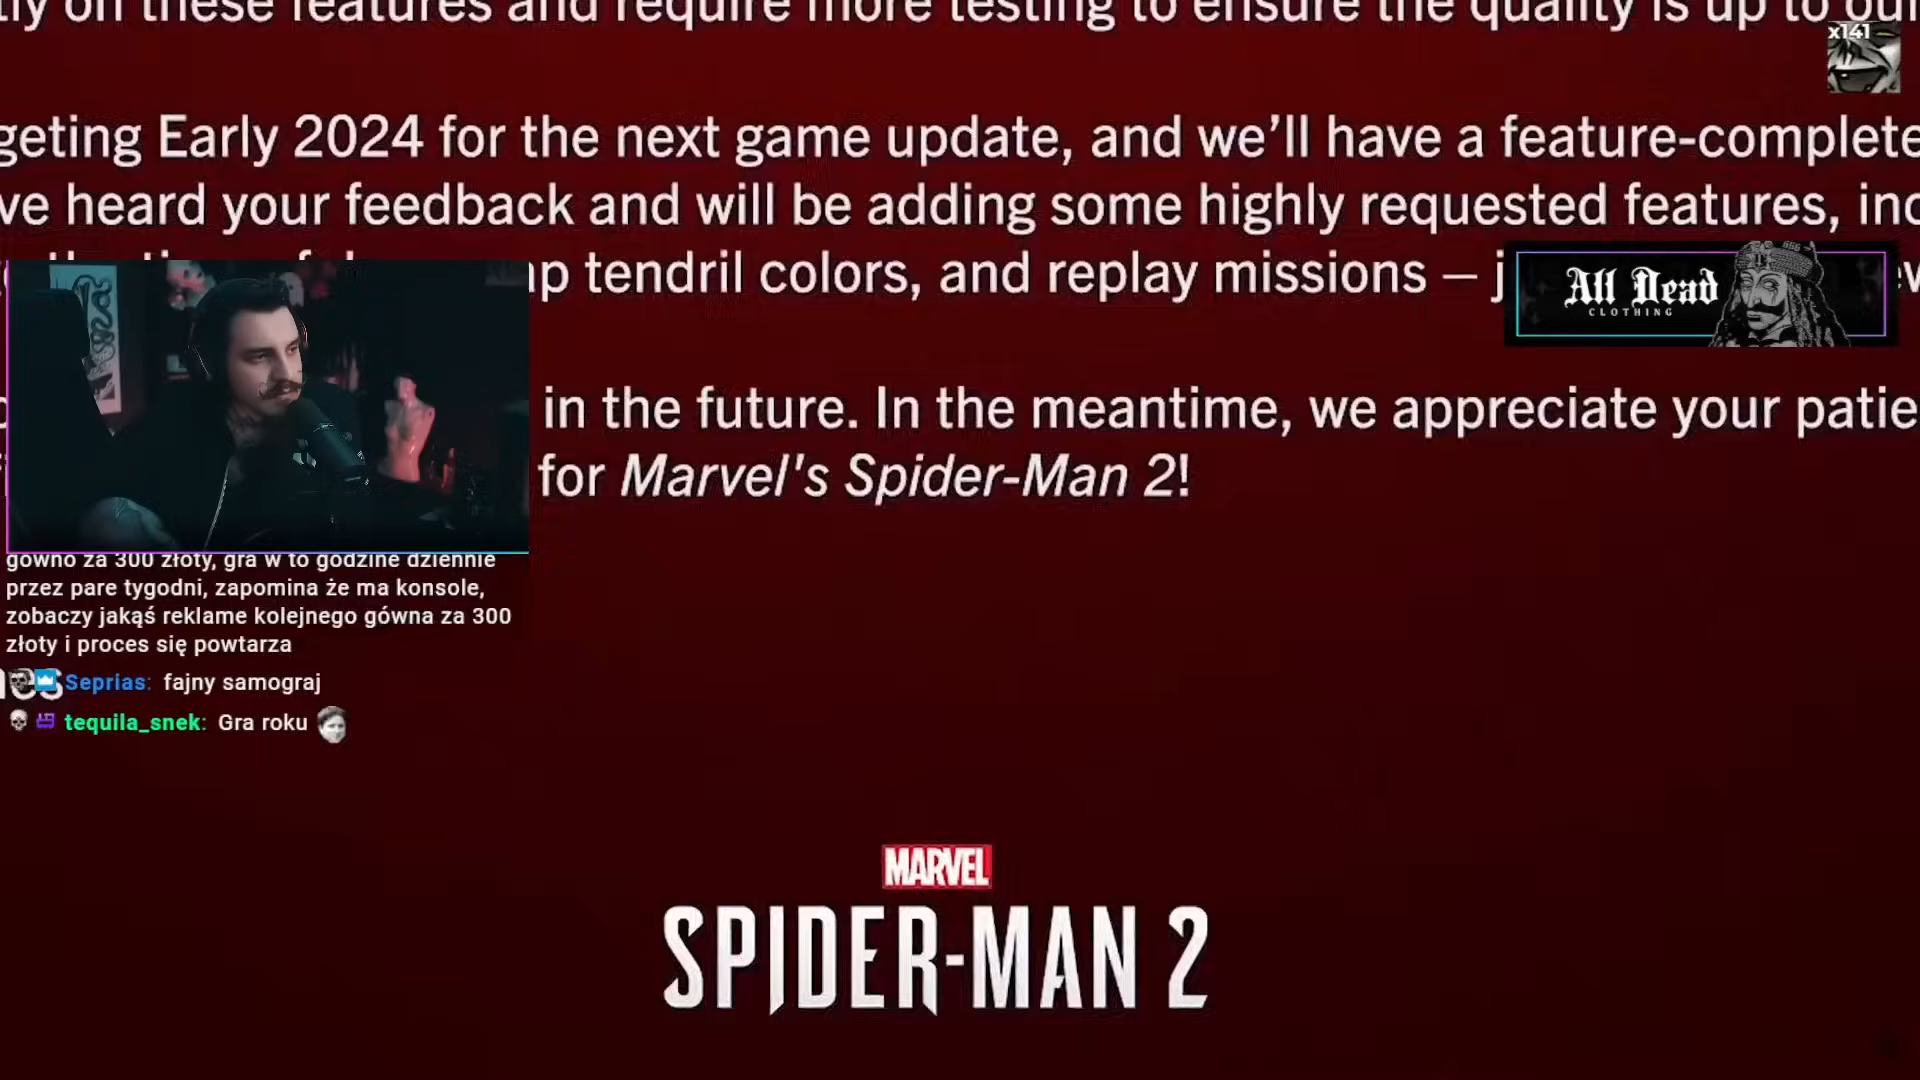 on these features and require more testing to ensure the quality is up to our
x141
geting Early 2024 for the next game update, and we'll have a feature-complete
ve heard your feedback and will be adding some highly requested features, inc
tendril colors, and replay missions – j
All Dead
CLOTHING
in the future. In the meantime, we appreciate your patie
for Marvel's Spider-Man 2!
gówno za 300 złoty, gra w to godzine dziennie
przez pare tygodni, zapomina że ma konsole,
zobaczy jakąś reklame kolejnego gówna za 300
złoty i proces się powtarza
Seprias: fajny samograj
tequila_snek: Gra roku
MARVEL
SPIDER-MAN 2